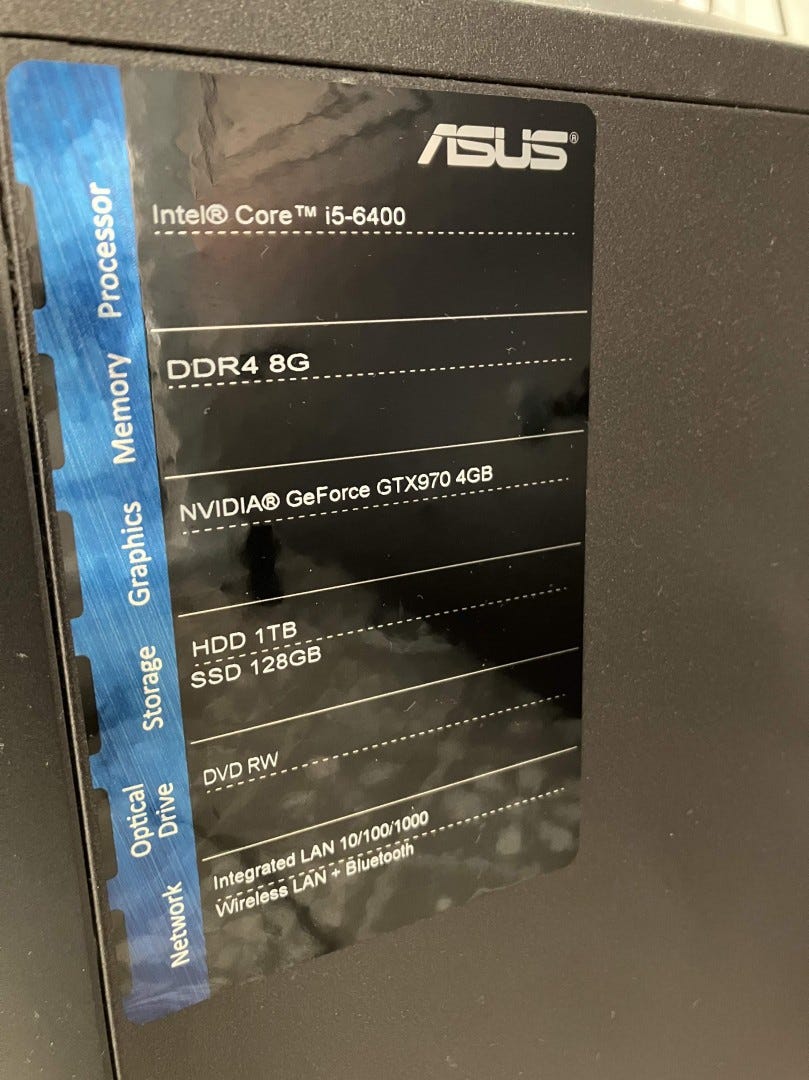 ASUS®
Processor
Intel® Core™ i5-6400
Memory
DDR4 8G
Graphics
NVIDIA® GeForce GTX970 4GB
Storage
HDD 1TB
SSD 128GB
Optical
Drive
DVD RW
Network
Integrated LAN 10/100/1000
Wireless LAN + Bluetooth